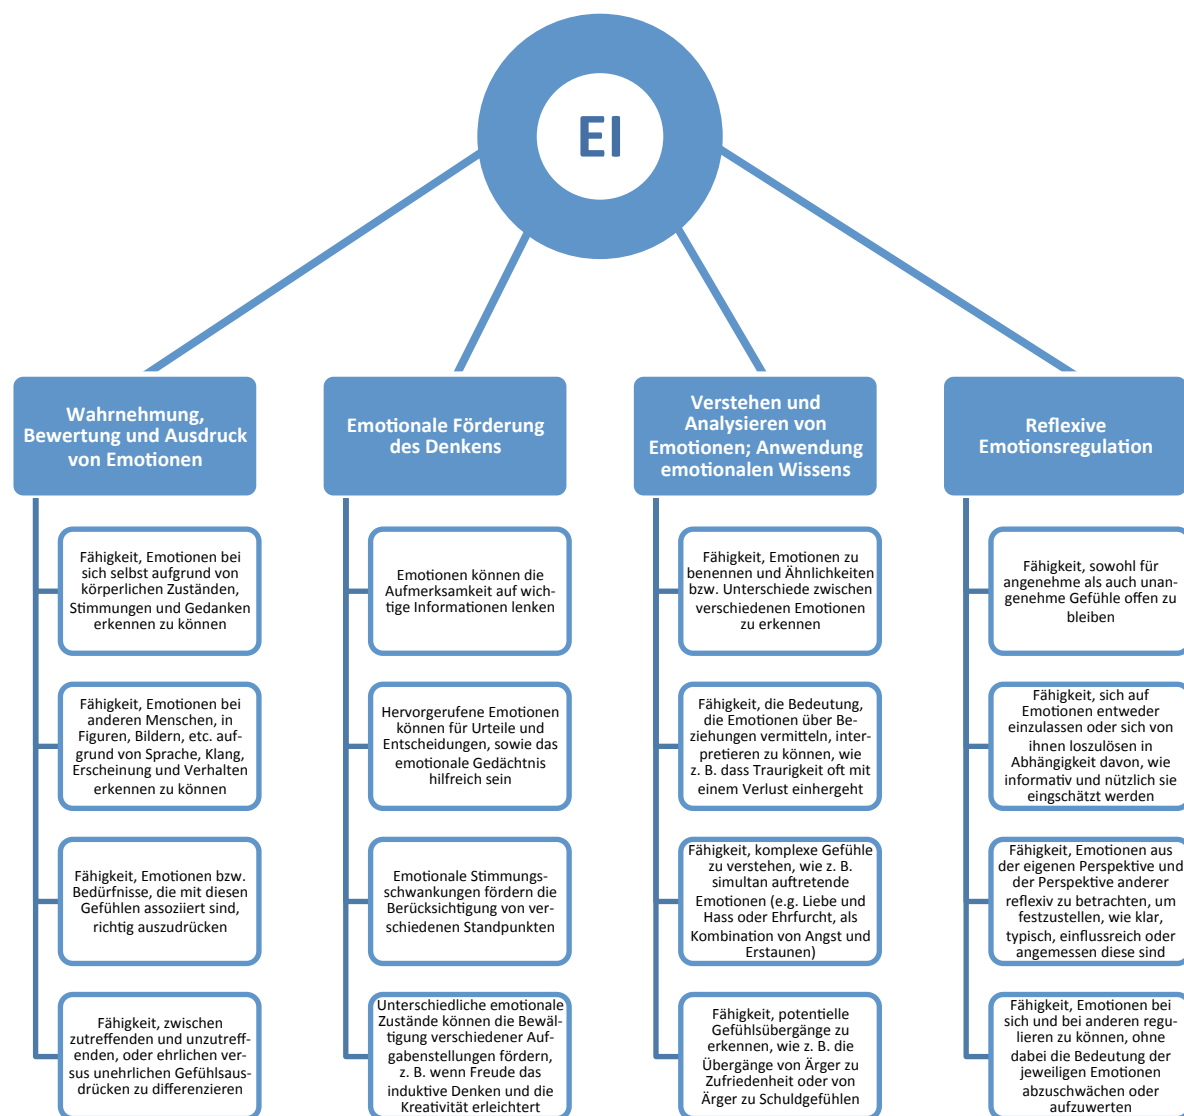 EI
Wahrnehmung,
Bewertung und Ausdruck
von Emotionen
Fähigkeit, Emotionen bei
sich selbst aufgrund von
körperlichen Zuständen,
Stimmungen und Gedanken
erkennen zu können
Fähigkeit, Emotionen bei
anderen Menschen, in
Figuren, Bildern, etc. auf-
grund von Sprache, Klang,
Erscheinung und Verhalten
erkennen zu können
Fähigkeit, Emotionen bzw.
Bedürfnisse, die mit diesen
Gefühlen assoziiert sind,
richtig auszudrücken
Fähigkeit, zwischen
zutreffenden und unzutreff-
enden, oder ehrlichen ver-
sus unehrlichen Gefühlsaus-
drücken zu differenzieren
Emotionale Förderung
des Denkens
Emotionen können die
Aufmerksamkeit auf wich-
tige Informationen lenken
Hervorgerufene Emotionen
können für Urteile und
Entscheidungen, sowie das
emotionale Gedächtnis
hilfreich sein
Emotionale Stimmungs-
schwankungen fördern die
Berücksichtigung von ver-
schiedenen Standpunkten
Unterschiedliche emotionale
Zustände können die Bewäl-
tigung verschiedener Auf-
gabenstellungen fördern,
z. B. wenn Freude das
induktive Denken und die
Kreativität erleichtert
Verstehen und
Analysieren von
Emotionen; Anwendung
emotionalen Wissens
Fähigkeit, Emotionen zu
benennen und Ähnlichkeiten
bzw. Unterschiede zwischen
verschiedenen Emotionen
zu erkennen
Fähigkeit, die Bedeutung,
die Emotionen über Be-
ziehungen vermitteln, inter-
pretieren zu können, wie
z. B. dass Traurigkeit oft mit
einem Verlust einhergeht
Fähigkeit, komplexe Gefühle
zu verstehen, wie z. B.
simultan auftretende
Emotionen (e.g. Liebe und
Hass oder Ehrfurcht, als
Kombination von Angst und
Erstaunen)
Fähigkeit, potentielle
Gefühlsübergänge zu
erkennen, wie z. B. die
Übergänge von Ärger zu
Zufriedenheit oder von
Ärger zu Schuldgefühlen
Reflexive
Emotionsregulation
Fähigkeit, sowohl für
angenehme als auch unan-
genehme Gefühle offen zu
bleiben
Fähigkeit, sich auf
Emotionen entweder
einzulassen oder sich von
ihnen loszulösen in
Abhängigkeit davon, wie
informativ und nützlich sie
eingschätzt werden
Fähigkeit, Emotionen aus
der eigenen Perspektive und
der Perspektive anderer
reflexiv zu betrachten, um
festzustellen, wie klar,
typisch, einflussreich oder
angemessen diese sind
Fähigkeit, Emotionen bei
sich und bei anderen regu-
lieren zu können, ohne
dabei die Bedeutung der
jeweiligen Emotionen
abzuschwächen oder
aufzuwerten